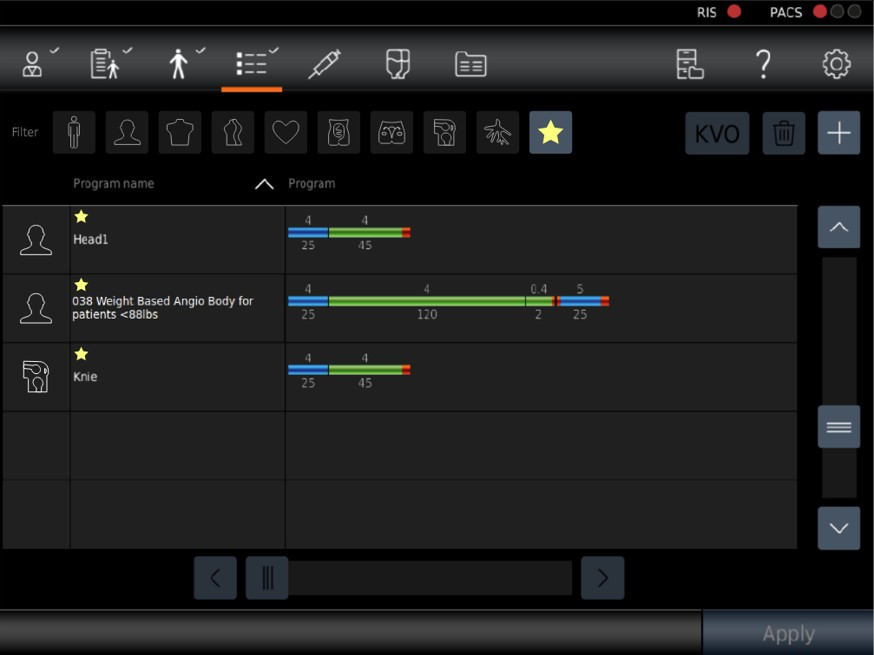 RIS PACS
Filter KVO
Program name Program
4 4
Head1
25 45
4 4 0.4 5
038 Weight Based Angio Body for
patients <88lbs
25 120 2 25
4 4
Knie
25 45
Apply